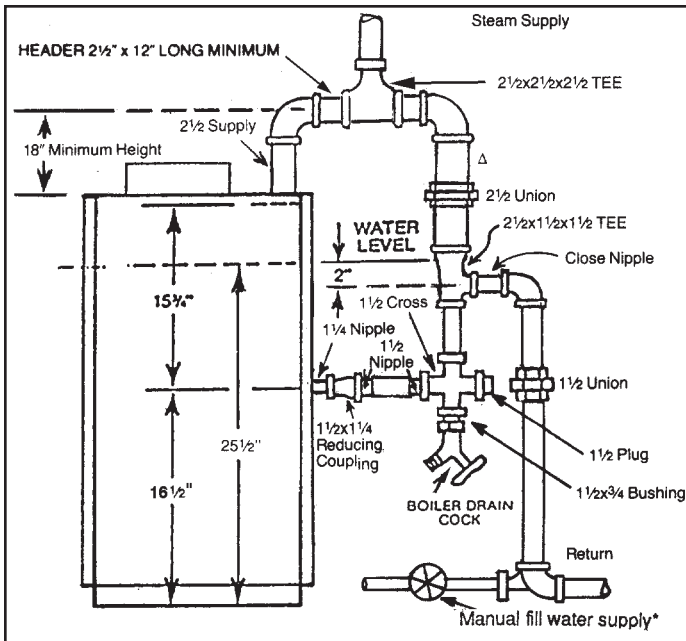 Steam Supply
HEADER 2½" x 12" LONG MINIMUM
2½x2½x2½ TEE
2½ Supply
18" Minimum Height
Δ
2½ Union
WATER
LEVEL
2½x1½x1½ TEE
Close Nipple
2"
15¾"
1½ Cross
1¼ Nipple
1½
Nipple
1½ Union
1½x1¼
Reducing
Coupling
25½"
16½"
1½ Plug
1½x¾ Bushing
BOILER DRAIN
COCK
Return
Manual fill water supply*